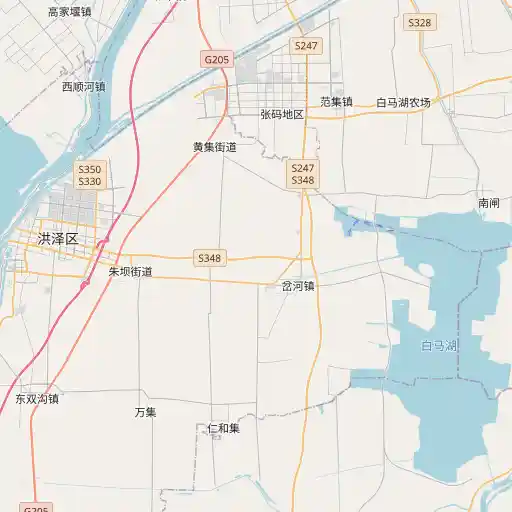 高家堰镇
S328
S247
G205
西顺河镇
范集镇
白马湖农场
张码地区
黄集街道
S350
S330
S247
S348
南闸
洪泽区
S348
朱坝街道
岔河镇
白马湖
东双沟镇
万集
仁和集
G205